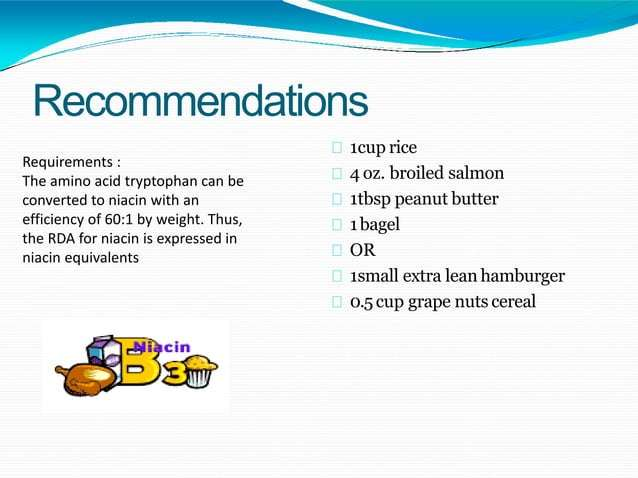 Recommendations
Requirements :
The amino acid tryptophan can be
converted to niacin with an
efficiency of 60:1 by weight. Thus,
the RDA for niacin is expressed in
niacin equivalents
1cup rice
4 oz. broiled salmon
1tbsp peanut butter
1 bagel
OR
1small extra lean hamburger
0.5 cup grape nuts cereal
Niacin
B3